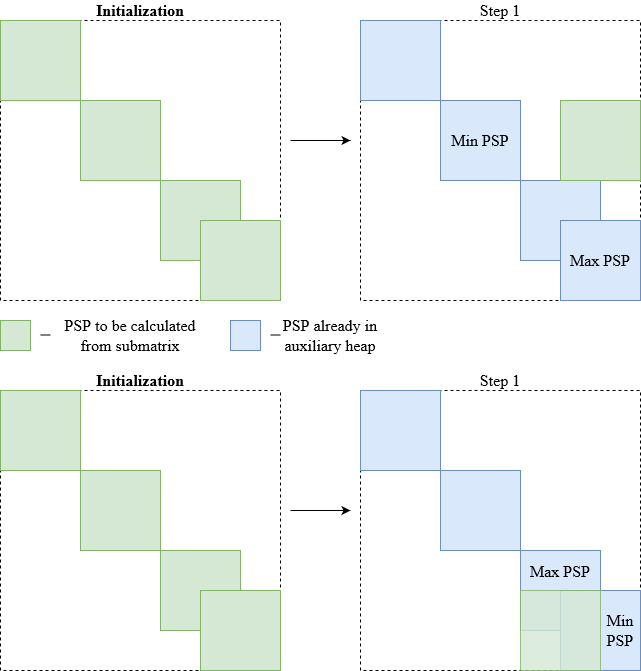 Initialization
Step 1
Min PSP
Max PSP
– PSP to be calculated
from submatrix
– PSP already in
auxiliary heap
Initialization
Step 1
Max PSP
Min
PSP